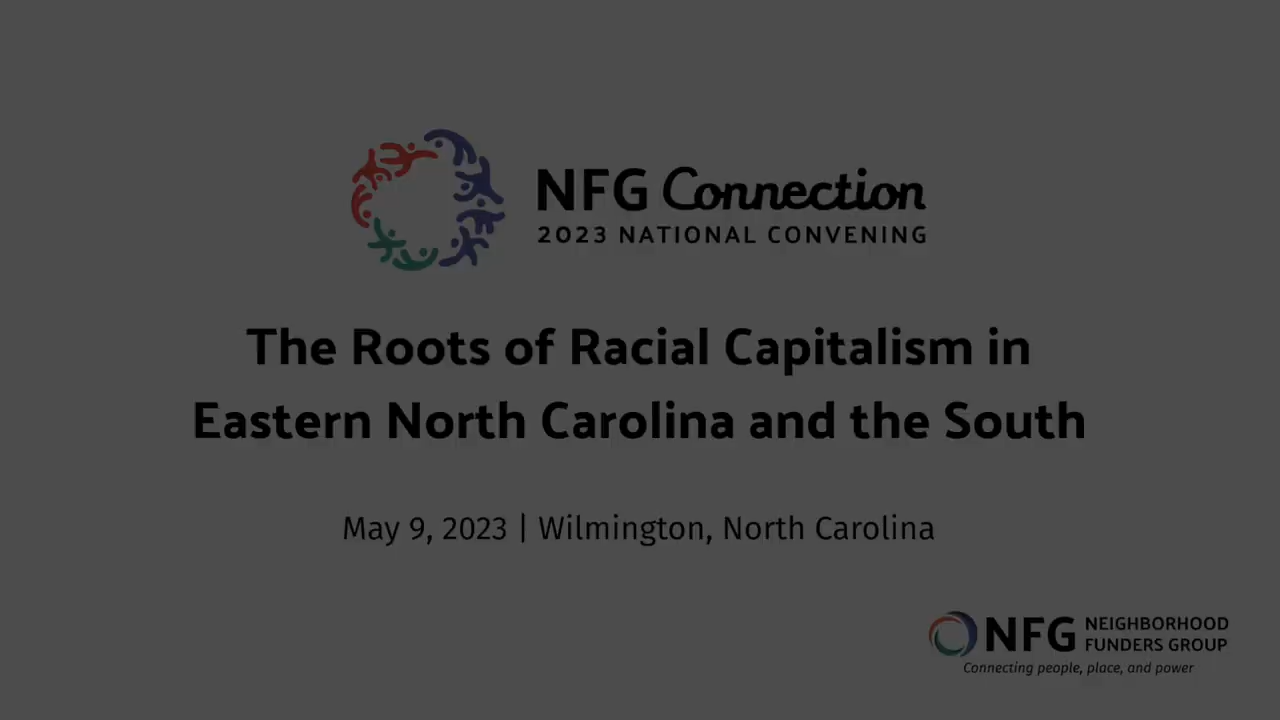 NFG Connection
2023 NATIONAL CONVENING
The Roots of Racial Capitalism in
Eastern North Carolina and the South
May 9, 2023 | Wilmington, North Carolina
NFG NEIGHBORHOOD
FUNDERS GROUP
Connecting people, place, and power